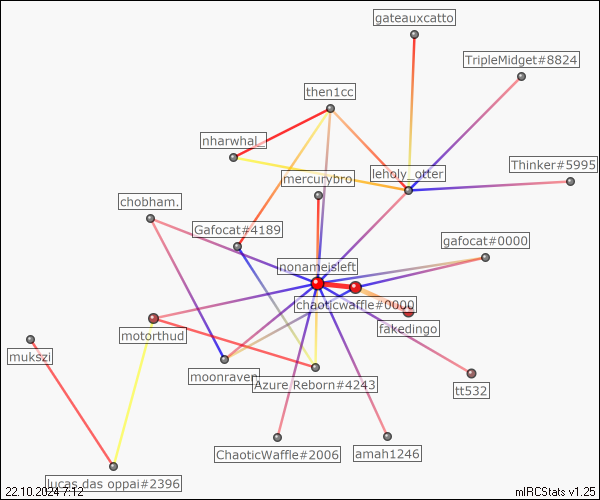 gateauxcatto
TripleMidget#8824
then1cc
nharwhal_
leholy_otter
Thinker#5995
mercurybro
chobham.
Gafocat#4189
gafocat#0000
nonameisleft
chaoticwaffle#0000
fakedingo
motorthud
mukszi
moonraven
Azure Reborn#4243
tt532
ChaoticWaffle#2006
amah1246
lucas.das oppai#2396
22.10.2024 7:12
mIRCStats v1.25